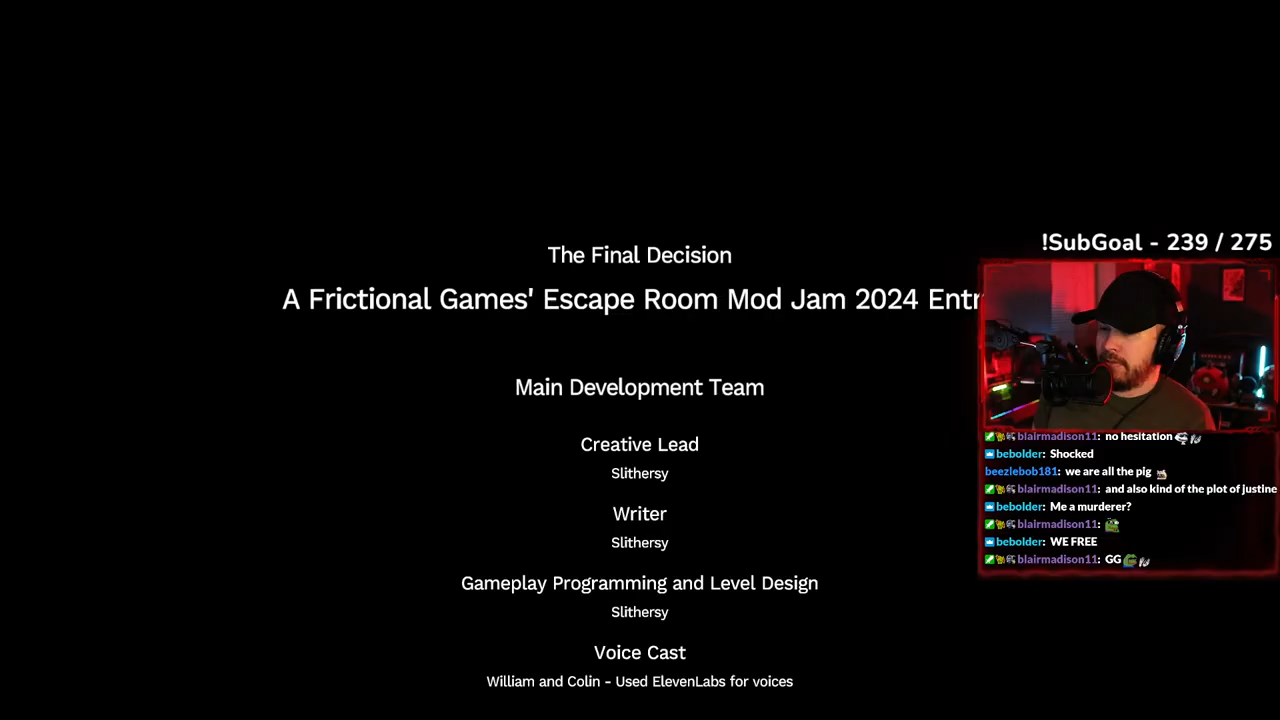 The Final Decision
A Frictional Games' Escape Room Mod Jam 2024 Entr
Main Development Team
Creative Lead
Slithersy
Writer
Slithersy
Gameplay Programming and Level Design
Slithersy
Voice Cast
William and Colin - Used ElevenLabs for voices
!SubGoal - 239 / 275
blairmadison11: no hesitation
bebolder: Shocked
beezlebob181: we are all the pig
blairmadison11: and also kind of the plot of justine
bebolder: Me a murderer?
blairmadison11:
bebolder: WE FREE
blairmadison11: GG